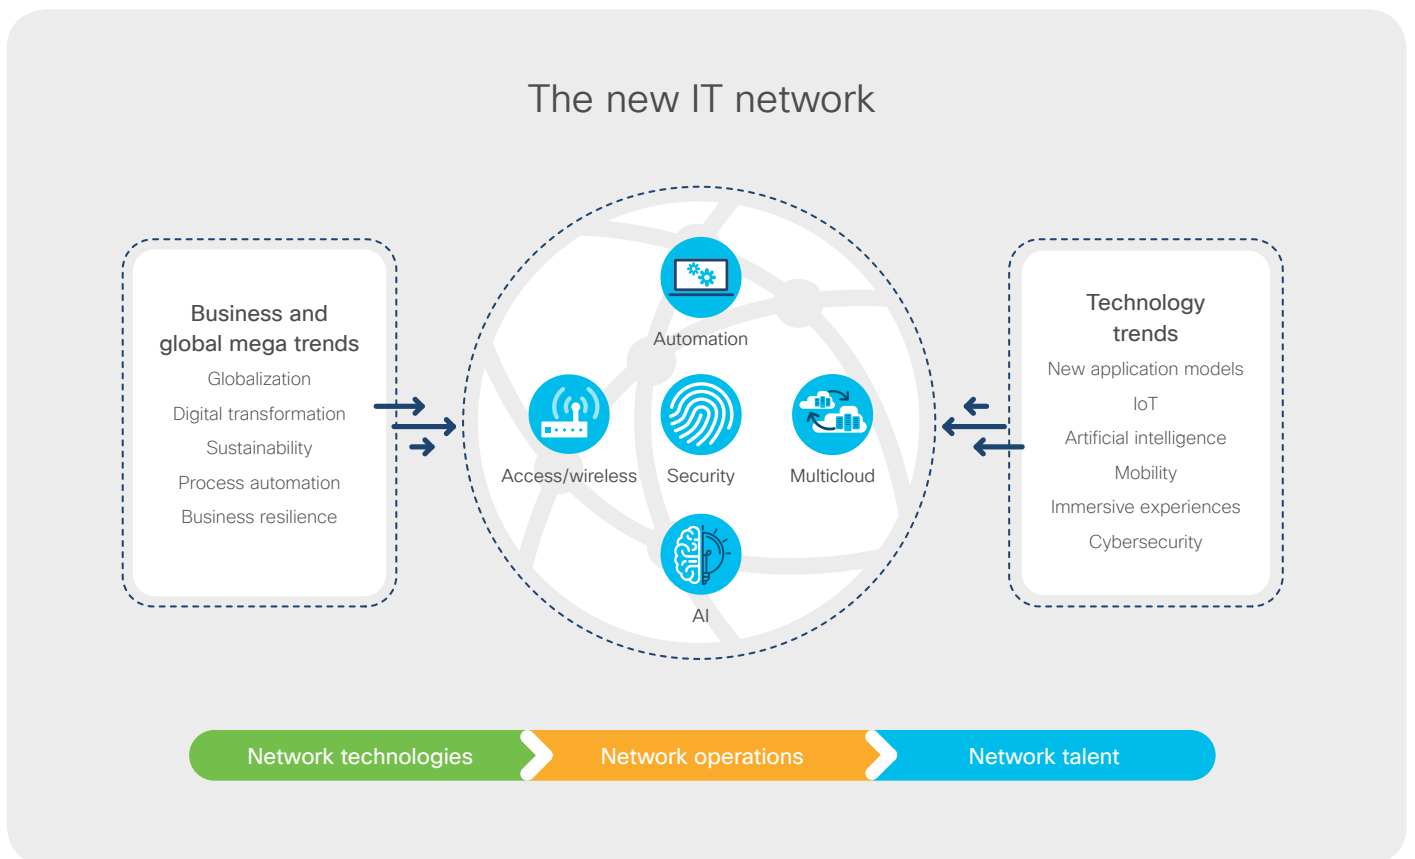 The new IT network
Business and
global mega trends
Globalization
Digital transformation
Sustainability
Process automation
Business resilience
Automation
Access/wireless
Security
Multicloud
AI
Technology
trends
New application models
IoT
Artificial intelligence
Mobility
Immersive experiences
Cybersecurity
Network technologies
Network operations
Network talent